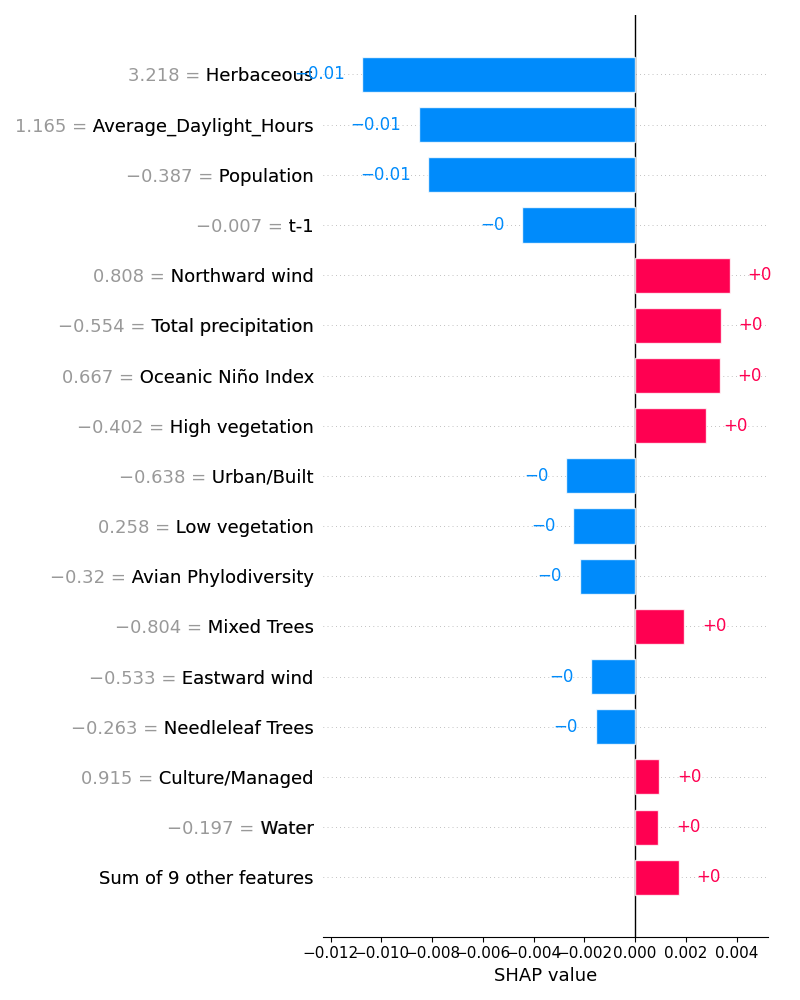 3.218 = Herbaceous −0.01
1.165 = Average_Daylight_Hours −0.01
−0.387 = Population −0.01
−0.007 = t-1 −0
0.808 = Northward wind +0
−0.554 = Total precipitation +0
0.667 = Oceanic Niño Index +0
−0.402 = High vegetation +0
−0.638 = Urban/Built −0
0.258 = Low vegetation −0
−0.32 = Avian Phylodiversity −0
−0.804 = Mixed Trees +0
−0.533 = Eastward wind −0
−0.263 = Needleleaf Trees −0
0.915 = Culture/Managed +0
−0.197 = Water +0
Sum of 9 other features +0
−0.012 −0.010 −0.008 −0.006 −0.004 −0.002 0.000 0.002 0.004
SHAP value